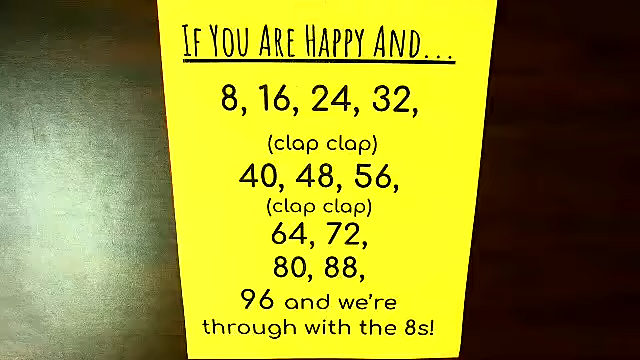 If You Are Happy And...
8, 16, 24, 32,
(clap clap)
40, 48, 56,
(clap clap)
64, 72,
80, 88,
96 and we're
through with the 8s!